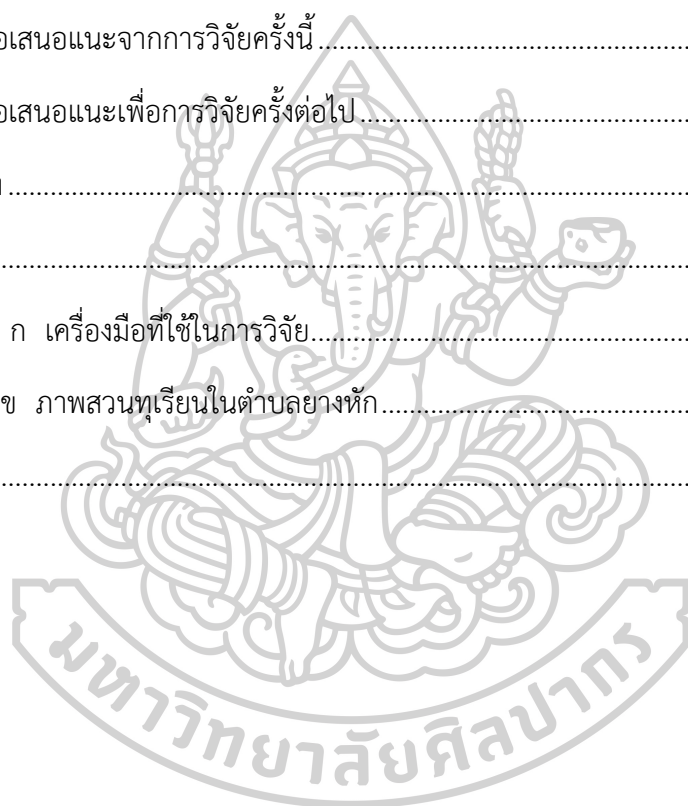 อเสนอแนะจากการวิจัยครั้งนี้................................................
อเสนอแนะเพื่อการวิจัยครั้งต่อไป..........................................
................................................................................
................................................................................
ก เครื่องมือที่ใช้ในการวิจัย................................................
ข ภาพสวนทุเรียนในตำบลยางหัก.......................................
................................................................................
มหาวิทยาลัยศิลปากร